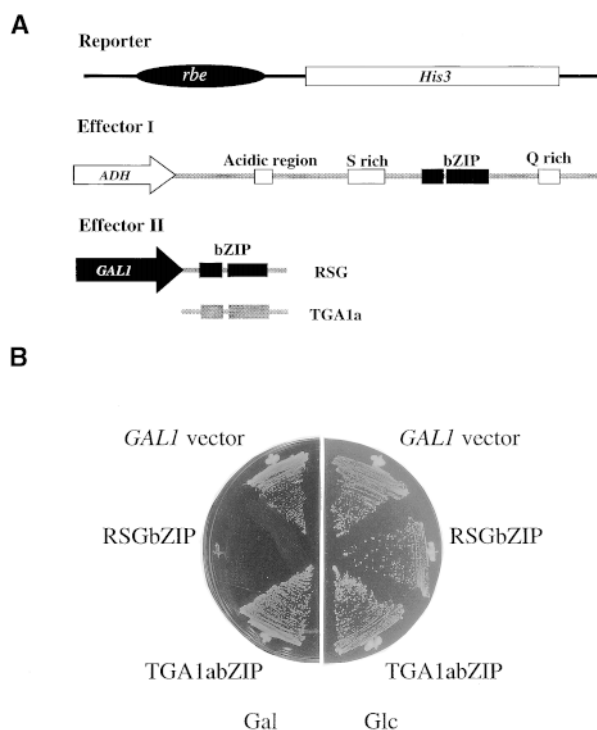 A
Reporter
rbe
His3
Effector I
ADH
Acidic region
S rich
bZIP
Q rich
Effector II
bZIP
GAL1
RSG
TGA1a
B
GAL1 vector
GAL1 vector
RSGbZIP
RSGbZIP
TGA1abZIP
TGA1abZIP
Gal
Glc